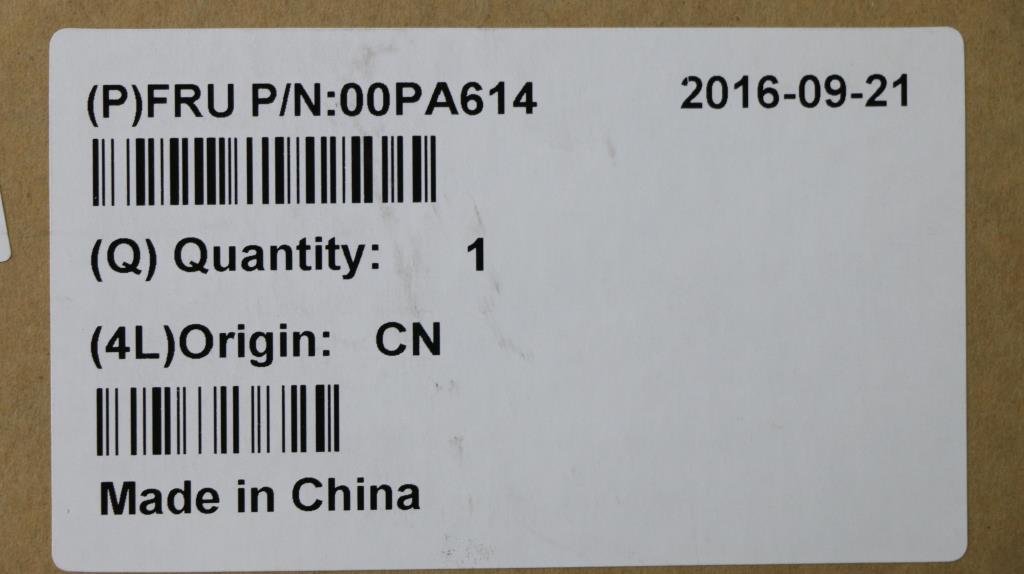 (P)FRU P/N:00PA614 2016-09-21
(Q) Quantity: 1
(4L)Origin: CN
Made in China